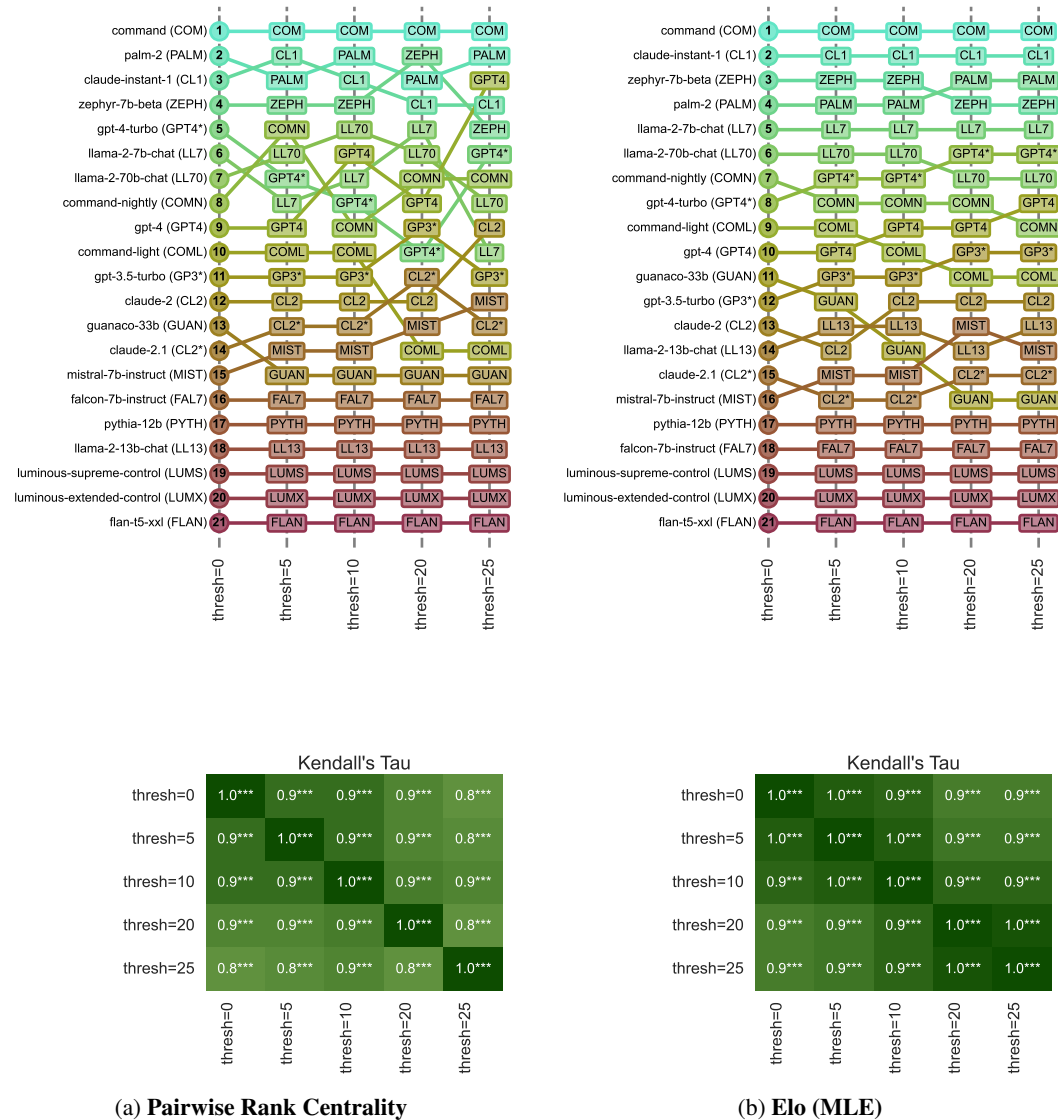 command (COM) 1 COM COM COM COM
palm-2 (PALM) 2 CL1 PALM ZEPH PALM
claude-instant-1 (CL1) 3 PALM CL1 PALM GPT4
zephyr-7b-beta (ZEPH) 4 ZEPH ZEPH CL1 CL1
gpt-4-turbo (GPT4*) 5 COMN LL70 LL7 ZEPH
llama-2-7b-chat (LL7) 6 LL70 GPT4 LL70 GPT4*
llama-2-70b-chat (LL70) 7 GPT4* LL7 COMN COMN
command-nightly (COMN) 8 LL7 GPT4* GPT4 LL70
gpt-4 (GPT4) 9 GPT4 COMN GP3* CL2
command-light (COML) 10 COML COML GPT4* LL7
gpt-3.5-turbo (GP3*) 11 GP3* GP3* CL2* GP3*
claude-2 (CL2) 12 CL2 CL2 CL2 MIST
guanaco-33b (GUAN) 13 CL2* CL2* MIST CL2*
claude-2.1 (CL2*) 14 MIST MIST COML COML
mistral-7b-instruct (MIST) 15 GUAN GUAN GUAN GUAN
falcon-7b-instruct (FAL7) 16 FAL7 FAL7 FAL7 FAL7
pythia-12b (PYTH) 17 PYTH PYTH PYTH PYTH
llama-2-13b-chat (LL13) 18 LL13 LL13 LL13 LL13
luminous-supreme-control (LUMS) 19 LUMS LUMS LUMS LUMS
luminous-extended-control (LUMX) 20 LUMX LUMX LUMX LUMX
flan-t5-xxl (FLAN) 21 FLAN FLAN FLAN FLAN
thresh=0 thresh=5 thresh=10 thresh=20 thresh=25
Kendall's Tau
thresh=0 1.0*** 0.9*** 0.9*** 0.9*** 0.8***
thresh=5 0.9*** 1.0*** 0.9*** 0.9*** 0.8***
thresh=10 0.9*** 0.9*** 1.0*** 0.9*** 0.9***
thresh=20 0.9*** 0.9*** 0.9*** 1.0*** 0.8***
thresh=25 0.8*** 0.8*** 0.9*** 0.8*** 1.0***
thresh=0 thresh=5 thresh=10 thresh=20 thresh=25
(a) Pairwise Rank Centrality
command (COM) 1 COM COM COM COM
claude-instant-1 (CL1) 2 CL1 CL1 CL1 CL1
zephyr-7b-beta (ZEPH) 3 ZEPH ZEPH PALM PALM
palm-2 (PALM) 4 PALM PALM ZEPH ZEPH
llama-2-7b-chat (LL7) 5 LL7 LL7 LL7 LL7
llama-2-70b-chat (LL70) 6 LL70 LL70 GPT4* GPT4*
command-nightly (COMN) 7 GPT4* GPT4* LL70 LL70
gpt-4-turbo (GPT4*) 8 COMN COMN COMN GPT4
command-light (COML) 9 COML GPT4 GPT4 COMN
gpt-4 (GPT4) 10 GPT4 COML GP3* GP3*
guanaco-33b (GUAN) 11 GP3* GP3* COML COML
gpt-3.5-turbo (GP3*) 12 GUAN CL2 CL2 CL2
claude-2 (CL2) 13 LL13 LL13 MIST LL13
llama-2-13b-chat (LL13) 14 CL2 GUAN LL13 MIST
claude-2.1 (CL2*) 15 MIST MIST CL2* CL2*
mistral-7b-instruct (MIST) 16 CL2* CL2* GUAN GUAN
pythia-12b (PYTH) 17 PYTH PYTH PYTH PYTH
falcon-7b-instruct (FAL7) 18 FAL7 FAL7 FAL7 FAL7
luminous-supreme-control (LUMS) 19 LUMS LUMS LUMS LUMS
luminous-extended-control (LUMX) 20 LUMX LUMX LUMX LUMX
flan-t5-xxl (FLAN) 21 FLAN FLAN FLAN FLAN
thresh=0 thresh=5 thresh=10 thresh=20 thresh=25
Kendall's Tau
thresh=0 1.0*** 1.0*** 0.9*** 0.9*** 0.9***
thresh=5 1.0*** 1.0*** 1.0*** 0.9*** 0.9***
thresh=10 0.9*** 1.0*** 1.0*** 0.9*** 0.9***
thresh=20 0.9*** 0.9*** 0.9*** 1.0*** 1.0***
thresh=25 0.9*** 0.9*** 0.9*** 1.0*** 1.0***
thresh=0 thresh=5 thresh=10 thresh=20 thresh=25
(b) Elo (MLE)